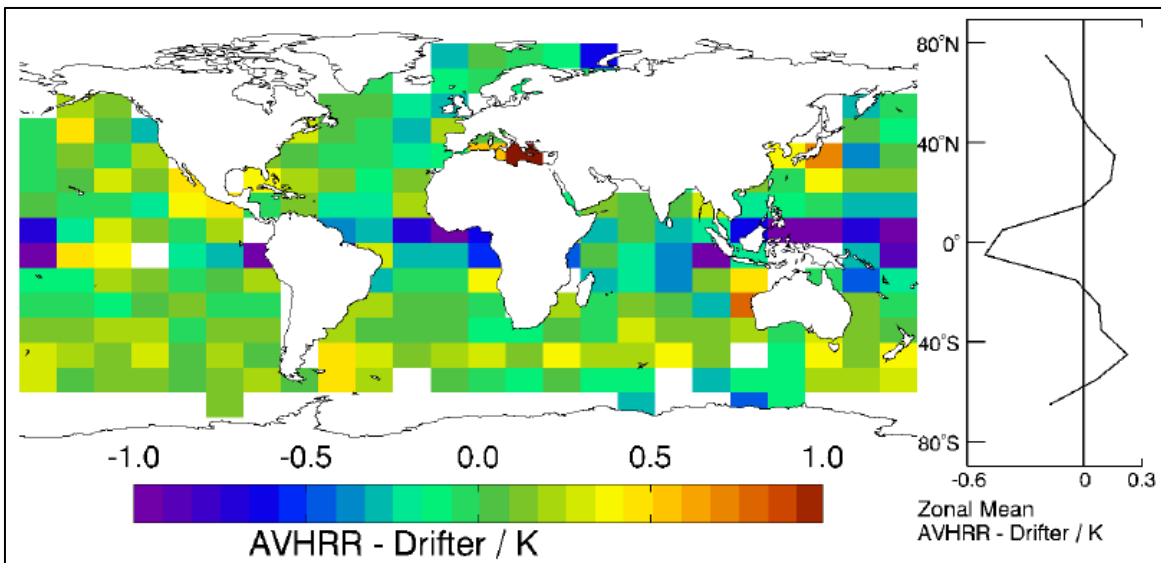 80°N
40°N
0°
40°S
80°S
-0.6 0 0.3
Zonal Mean
AVHRR - Drifter / K
-1.0 -0.5 0.0 0.5 1.0
AVHRR - Drifter / K